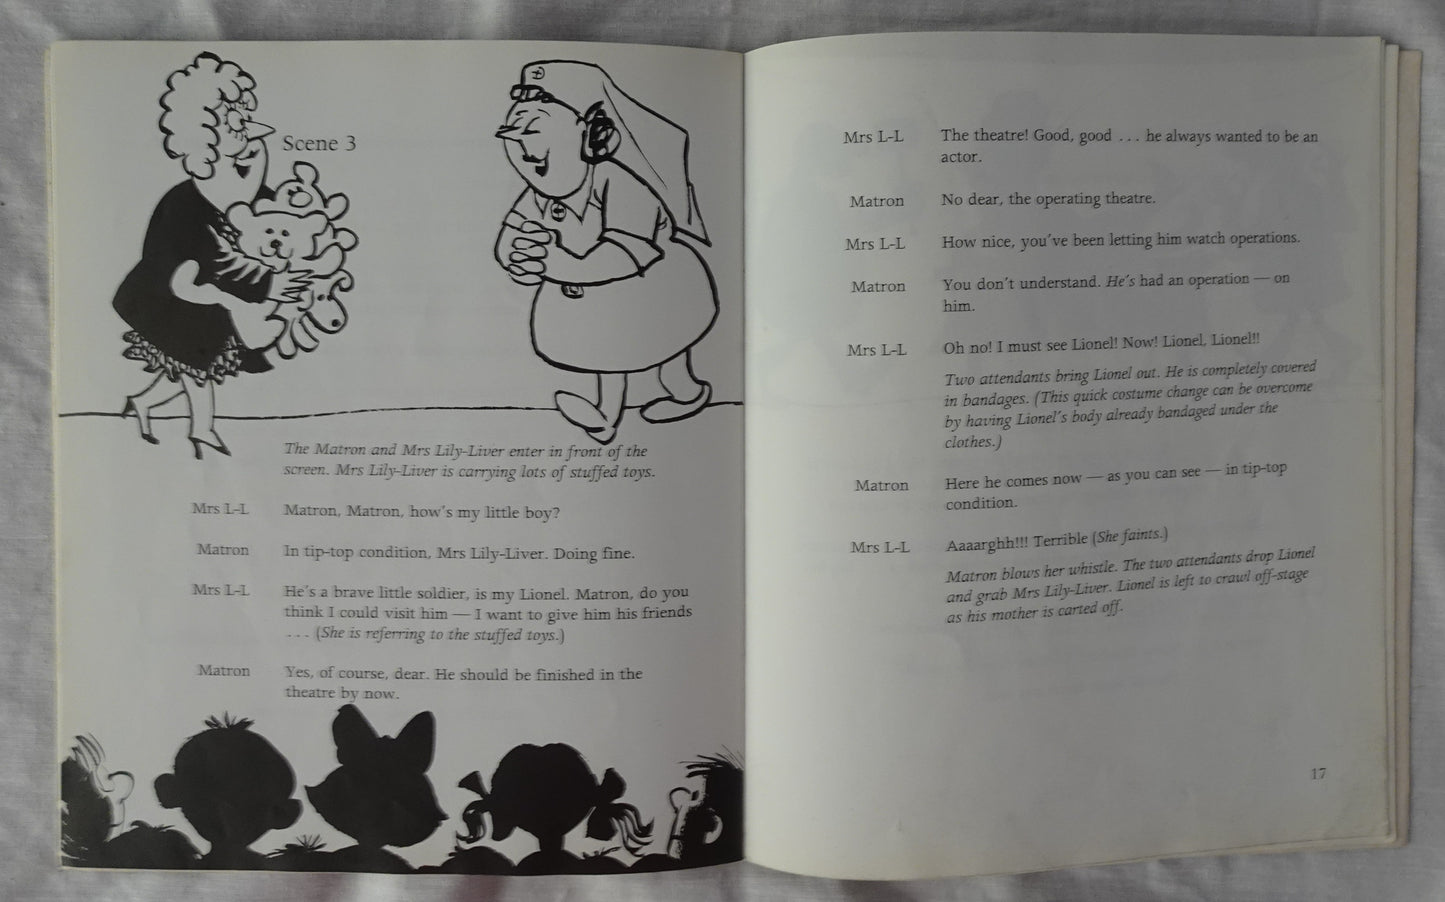 Scene 3
The Matron and Mrs Lily-Liver enter in front of the
screen. Mrs Lily-Liver is carrying lots of stuffed toys.
Mrs L-L Matron, Matron, how's my little boy?
Matron In tip-top condition, Mrs Lily-Liver. Doing fine.
Mrs L-L He's a brave little soldier, is my Lionel. Matron, do you
think I could visit him — I want to give him his friends
. . . (She is referring to the stuffed toys.)
Matron Yes, of course, dear. He should be finished in the
theatre by now.
Mrs L-L The theatre! Good, good . . . he always wanted to be an
actor.
Matron No dear, the operating theatre.
Mrs L-L How nice, you've been letting him watch operations.
Matron You don't understand. He's had an operation — on
him.
Mrs L-L Oh no! I must see Lionel! Now! Lionel, Lionel!!
Two attendants bring Lionel out. He is completely covered
in bandages. (This quick costume change can be overcome
by having Lionel's body already bandaged under the
clothes.)
Matron Here he comes now — as you can see — in tip-top
condition.
Mrs L-L Aaaarghh!!! Terrible (She faints.)
Matron blows her whistle. The two attendants drop Lionel
and grab Mrs Lily-Liver. Lionel is left to crawl off-stage
as his mother is carted off.
17